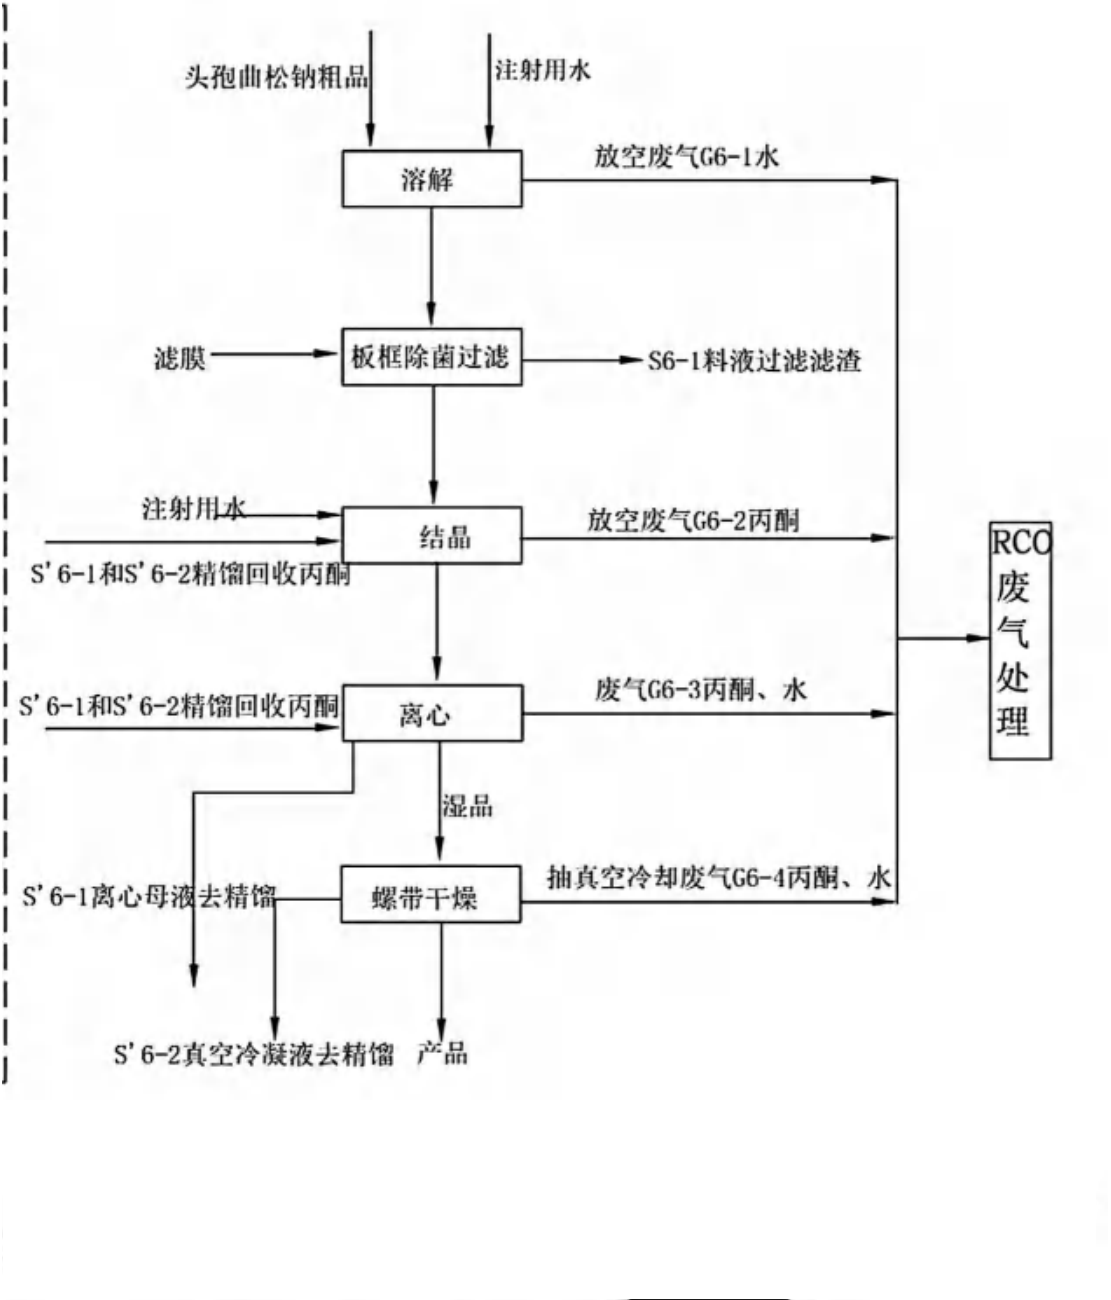 头孢曲松钠粗品
注射用水
溶解
放空废气G6-1水
滤膜
板框除菌过滤
S6-1料液过滤滤渣
注射用水
结晶
放空废气G6-2丙酮
S'6-1和S'6-2精馏回收丙酮
RCO
废
气
处
理
S'6-1和S'6-2精馏回收丙酮
离心
废气G6-3丙酮、水
湿品
S'6-1离心母液去精馏
螺带干燥
抽真空冷却废气G6-4丙酮、水
S'6-2真空冷凝液去精馏
产品